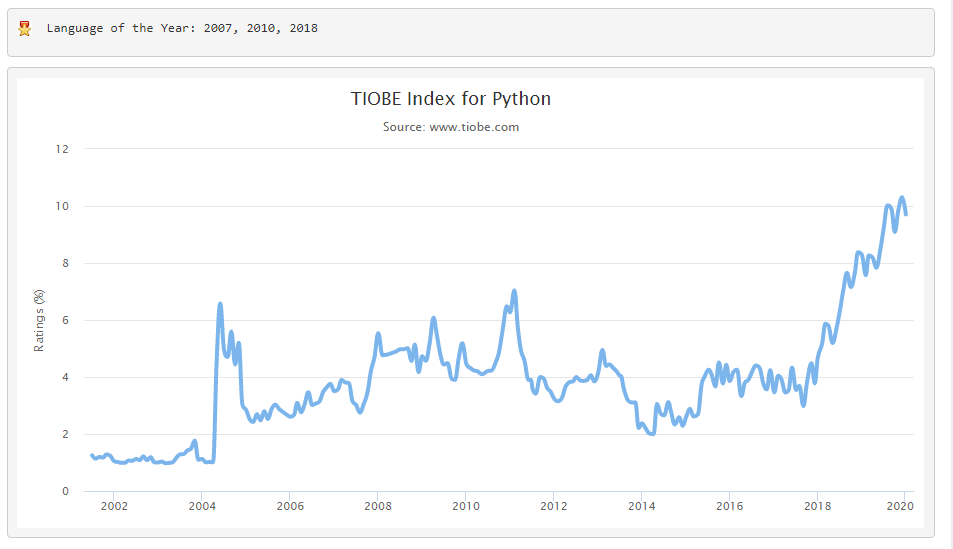 Language of the Year: 2007, 2010, 2018
TIOBE Index for Python
Source: www.tiobe.com
Ratings (%)
12
10
8
6
4
2
0
2002 2004 2006 2008 2010 2012 2014 2016 2018 2020